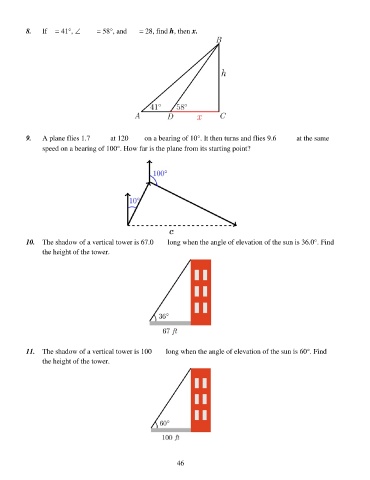 8. If = 41°, ∠ = 58°, and = 28, find h, then x.
B
h
41° 58°
A D x C
9. A plane flies 1.7 at 120 on a bearing of 10°. It then turns and flies 9.6 at the same
speed on a bearing of 100°. How far is the plane from its starting point?
100°
10°
c
10. The shadow of a vertical tower is 67.0 long when the angle of elevation of the sun is 36.0°. Find
the height of the tower.
36°
67 ft
11. The shadow of a vertical tower is 100 long when the angle of elevation of the sun is 60°. Find
the height of the tower.
60°
100 ft
46